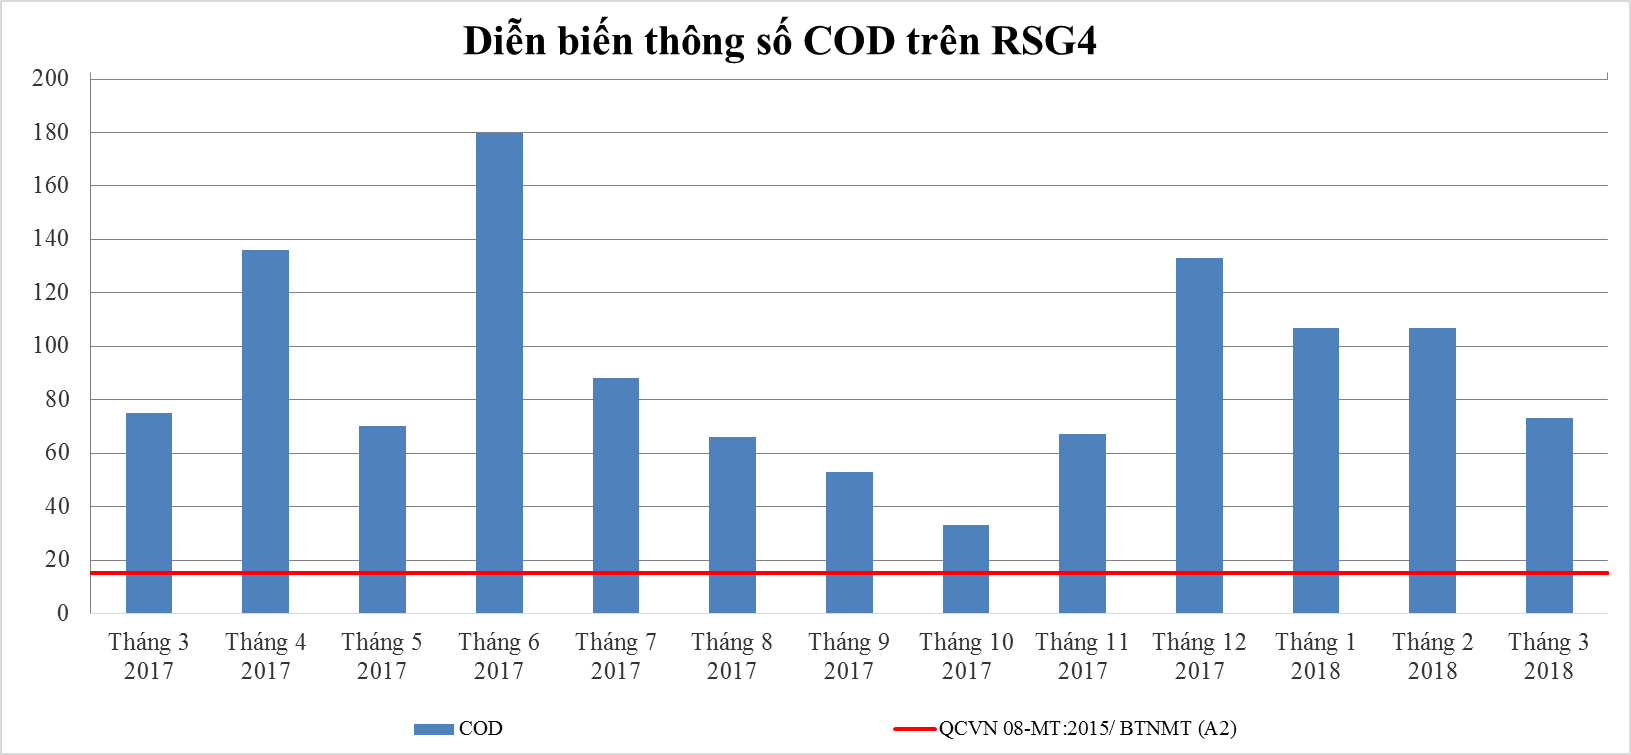 Diễn biến thông số COD trên RSG4
200
180
160
140
120
100
80
60
40
20
0
Tháng 3 2017
Tháng 4 2017
Tháng 5 2017
Tháng 6 2017
Tháng 7 2017
Tháng 8 2017
Tháng 9 2017
Tháng 10 2017
Tháng 11 2017
Tháng 12 2017
Tháng 1 2018
Tháng 2 2018
Tháng 3 2018
COD
QCVN 08-MT:2015/ BTNMT (A2)